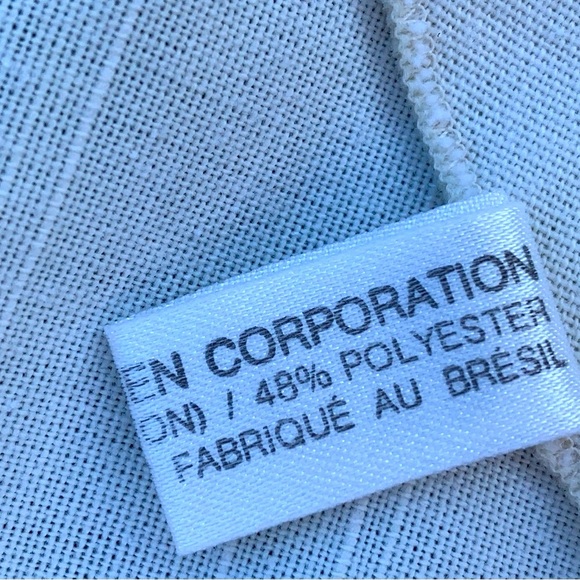 EN CORPORATION
ON) / 48% POLYESTER
FABRIQUÉ AU BRÉSIL